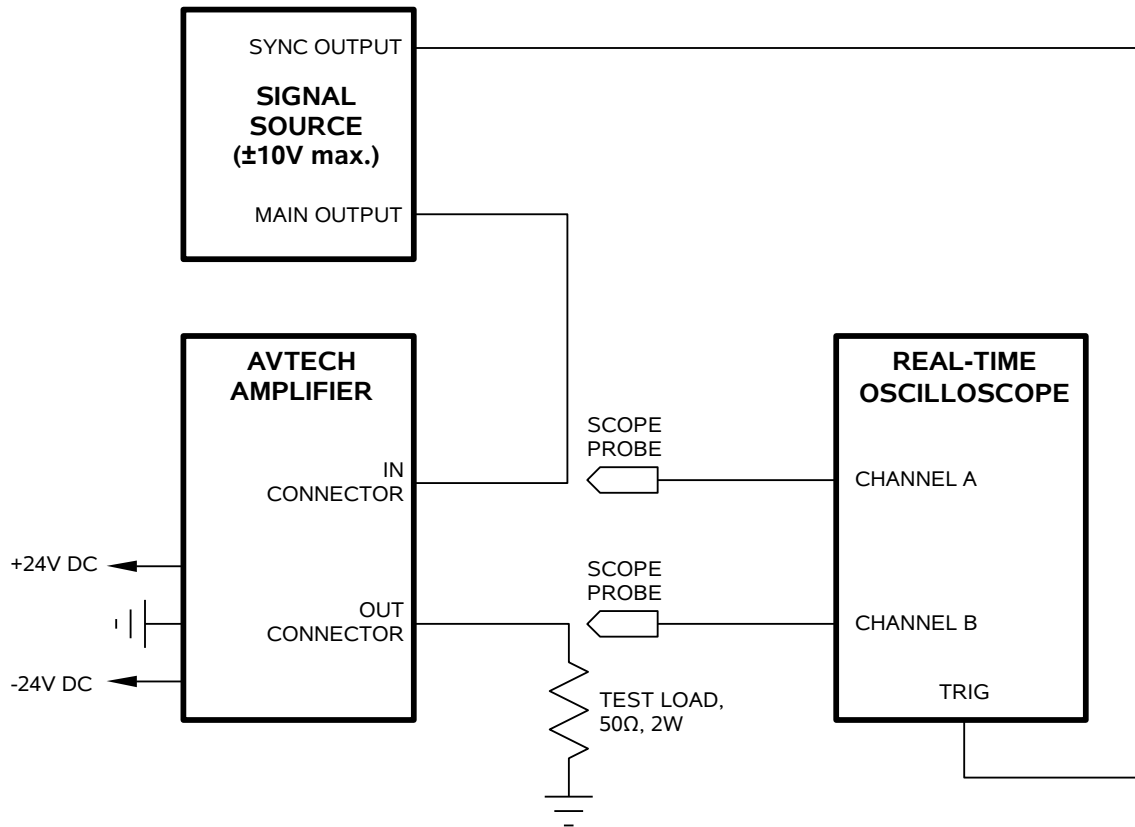 SYNC OUTPUT
SIGNAL
SOURCE
(±10V max.)
MAIN OUTPUT
AVTECH
AMPLIFIER
IN
CONNECTOR
+24V DC
OUT
CONNECTOR
-24V DC
SCOPE
PROBE
SCOPE
PROBE
TEST LOAD,
50Ω, 2W
REAL-TIME
OSCILLOSCOPE
CHANNEL A
CHANNEL B
TRIG